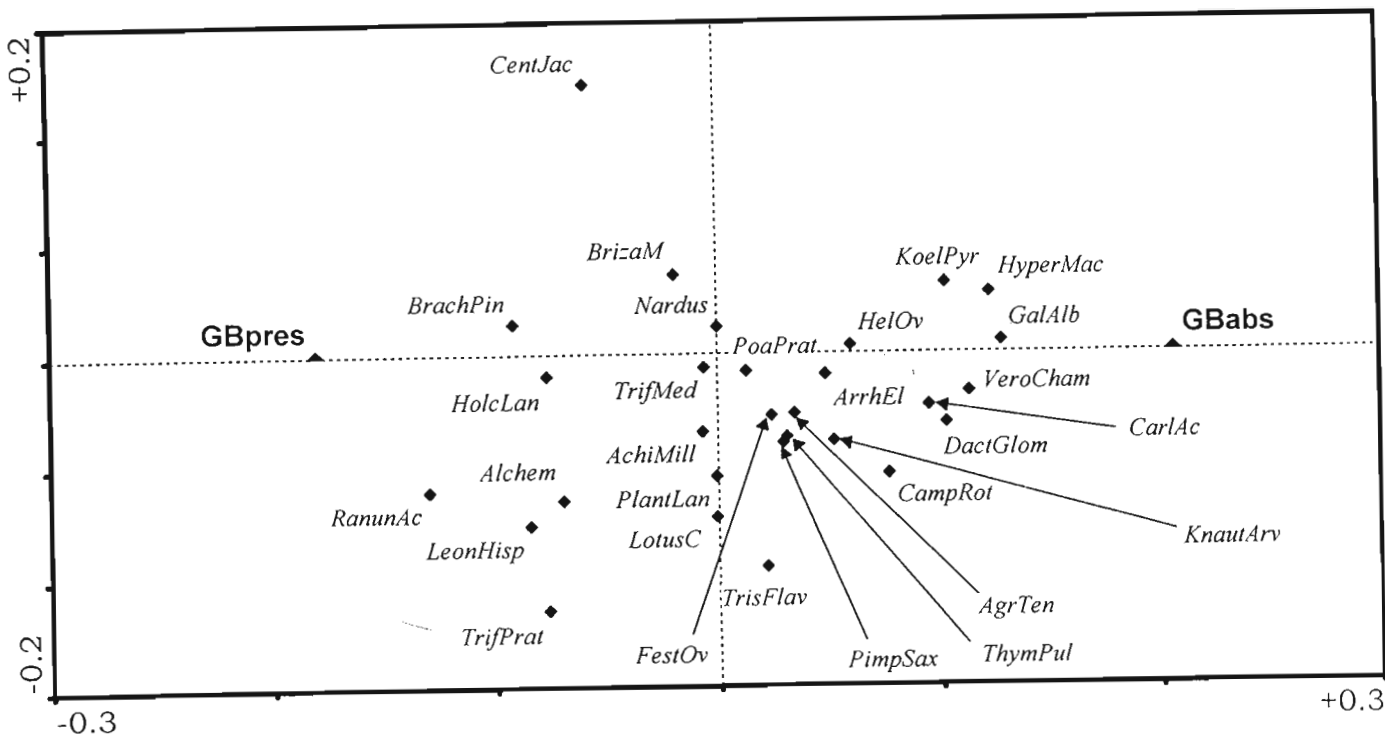 +0.2
CentJac
BrizaM
KoelPyr
HyperMac
BrachPin
Nardus
HelOv
GalAlb
GBabs
GBpres
PoaPrat
TrifMed
ArrhEl
VeroCham
HolcLan
CarlAc
AchiMill
DactGlom
Alchem
PlantLan
CampRot
RanunAc
LeonHisp
LotusC
KnautArv
TrisFlav
AgrTen
TrifPrat
FestOv
PimpSax
ThymPul
-0.2
-0.3
+0.3